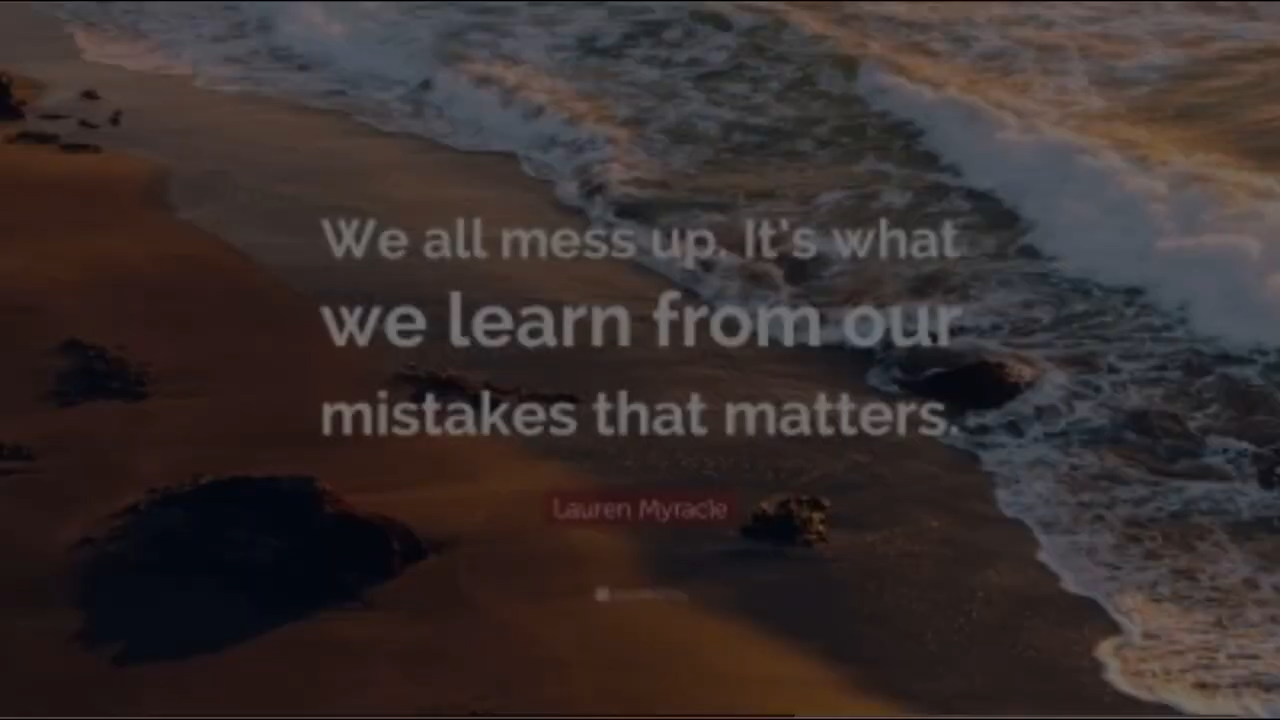 We all mess up. It's what
we learn from our
mistakes that matters.
Lauren Myracle